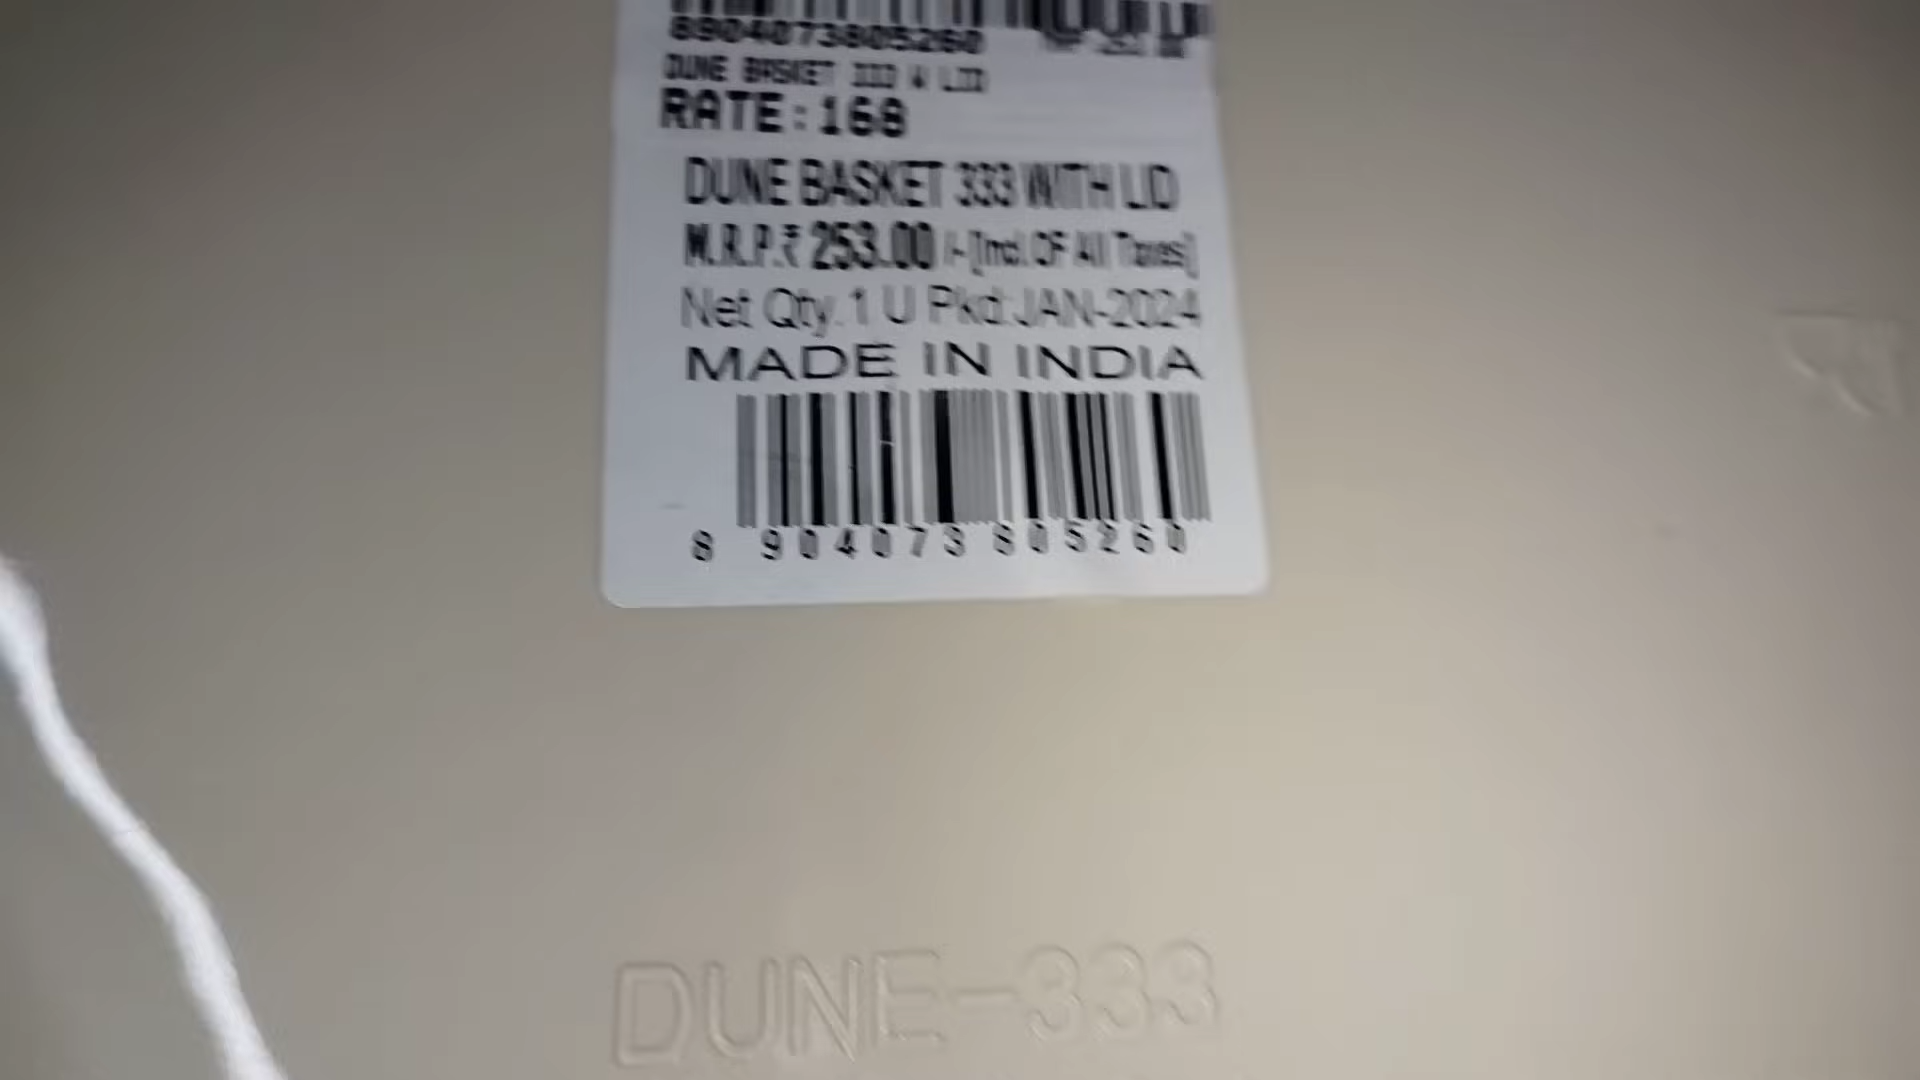 8904073805260
DUNE BASKET 333 W LID
RATE:168
DUNE BASKET 333 WITH LID
M.R.P.₹ 253.00 /-[Incl.OF All Taxes]
Net Qty.1 U Pkd:JAN-2024
MADE IN INDIA
8 904073 805260
DUNE-333